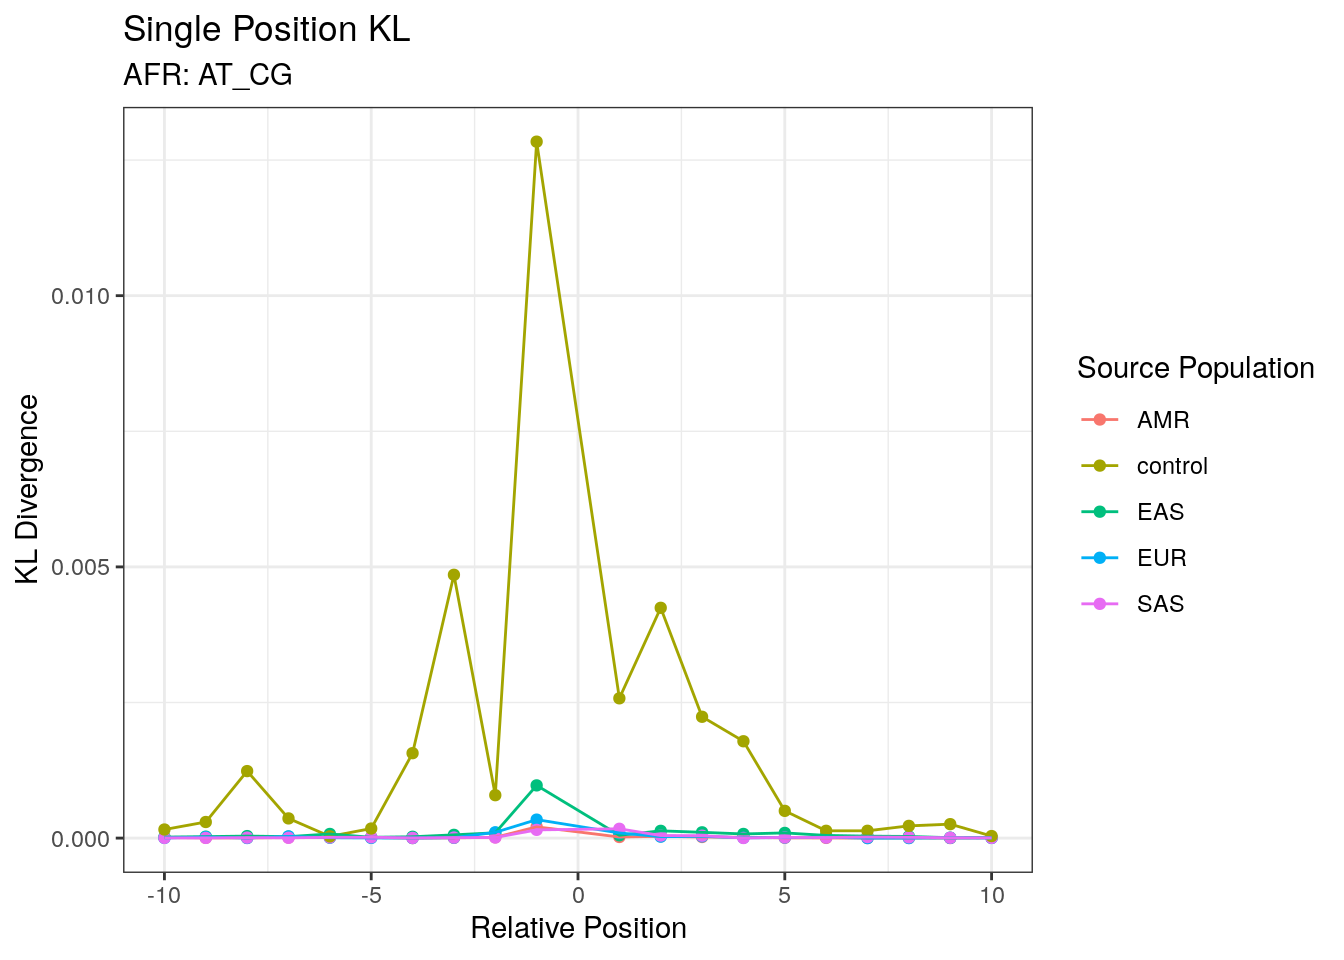 Single Position KL
AFR: AT_CG
KL Divergence
0.010
0.005
0.000
-10
-5
0
5
10
Relative Position
Source Population
AMR
control
EAS
EUR
SAS